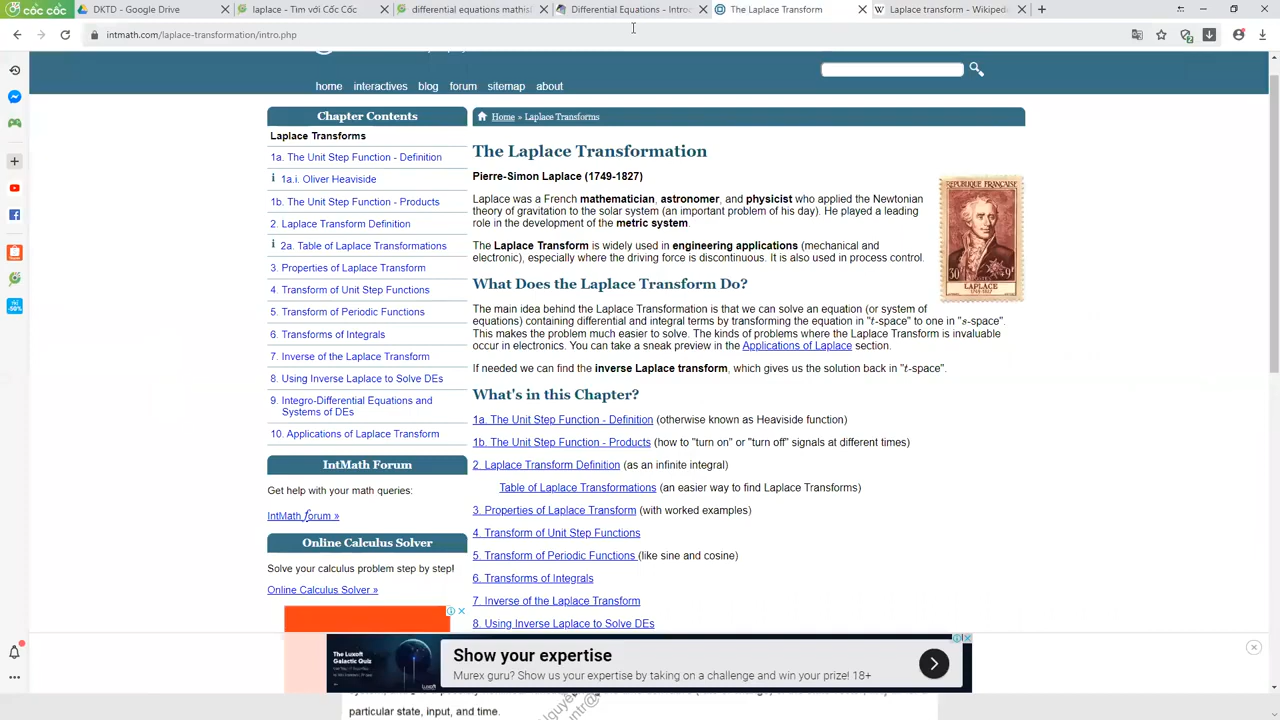 cốc cốc
DKTD - Google Drive
laplace - Tìm với Cốc Cốc
differential equations mathis
Differential Equations - Introd
The Laplace Transform
Laplace transform - Wikiped
intmath.com/laplace-transformation/intro.php
home interactives blog forum sitemap about
Chapter Contents
Laplace Transforms
1a. The Unit Step Function - Definition
1a.i. Oliver Heaviside
1b. The Unit Step Function - Products
2. Laplace Transform Definition
2a. Table of Laplace Transformations
3. Properties of Laplace Transform
4. Transform of Unit Step Functions
5. Transform of Periodic Functions
6. Transforms of Integrals
7. Inverse of the Laplace Transform
8. Using Inverse Laplace to Solve DEs
9. Integro-Differential Equations and
Systems of DEs
10. Applications of Laplace Transform
IntMath Forum
Get help with your math queries:
IntMath forum »
Online Calculus Solver
Solve your calculus problem step by step!
Online Calculus Solver »
Home » Laplace Transforms
The Laplace Transformation
Pierre-Simon Laplace (1749-1827)
Laplace was a French mathematician, astronomer, and physicist who applied the Newtonian
theory of gravitation to the solar system (an important problem of his day). He played a leading
role in the development of the metric system.
The Laplace Transform is widely used in engineering applications (mechanical and
electronic), especially where the driving force is discontinuous. It is also used in process control.
REPUBLIQUE FRANÇAISE
30f 9f
LAPLACE
1749-1827
What Does the Laplace Transform Do?
The main idea behind the Laplace Transformation is that we can solve an equation (or system of
equations) containing differential and integral terms by transforming the equation in "t-space" to one in "s-space".
This makes the problem much easier to solve. The kinds of problems where the Laplace Transform is invaluable
occur in electronics. You can take a sneak preview in the Applications of Laplace section.
If needed we can find the inverse Laplace transform, which gives us the solution back in "t-space".
What's in this Chapter?
1a. The Unit Step Function - Definition (otherwise known as Heaviside function)
1b. The Unit Step Function - Products (how to "turn on" or "turn off" signals at different times)
2. Laplace Transform Definition (as an infinite integral)
Table of Laplace Transformations (an easier way to find Laplace Transforms)
3. Properties of Laplace Transform (with worked examples)
4. Transform of Unit Step Functions
5. Transform of Periodic Functions (like sine and cosine)
6. Transforms of Integrals
7. Inverse of the Laplace Transform
8. Using Inverse Laplace to Solve DEs
The Luxoft
Galactic Quiz
Show your expertise
Murex guru? Show us your expertise by taking on a challenge and win your prize! 18+
particular state, input, and time.